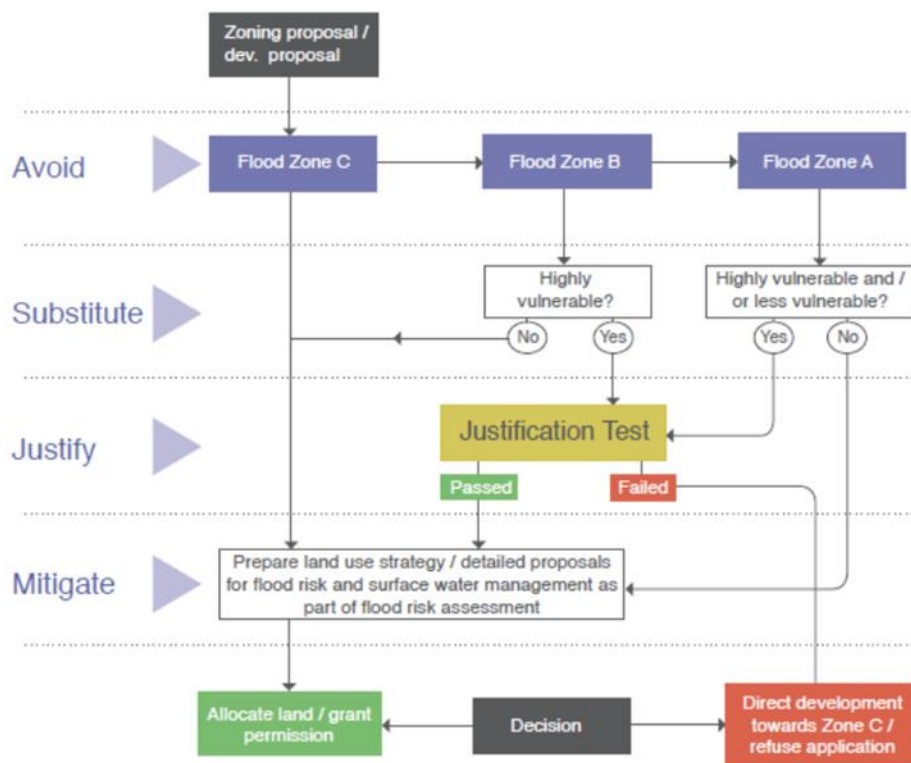 Zoning proposal /
dev. proposal
Avoid
Flood Zone C
Flood Zone B
Flood Zone A
Substitute
Highly
vulnerable?
Highly vulnerable and /
or less vulnerable?
No
Yes
Yes
No
Justify
Justification Test
Passed
Failed
Mitigate
Prepare land use strategy / detailed proposals
for flood risk and surface water management as
part of flood risk assessment
Allocate land / grant
permission
Decision
Direct development
towards Zone C /
refuse application